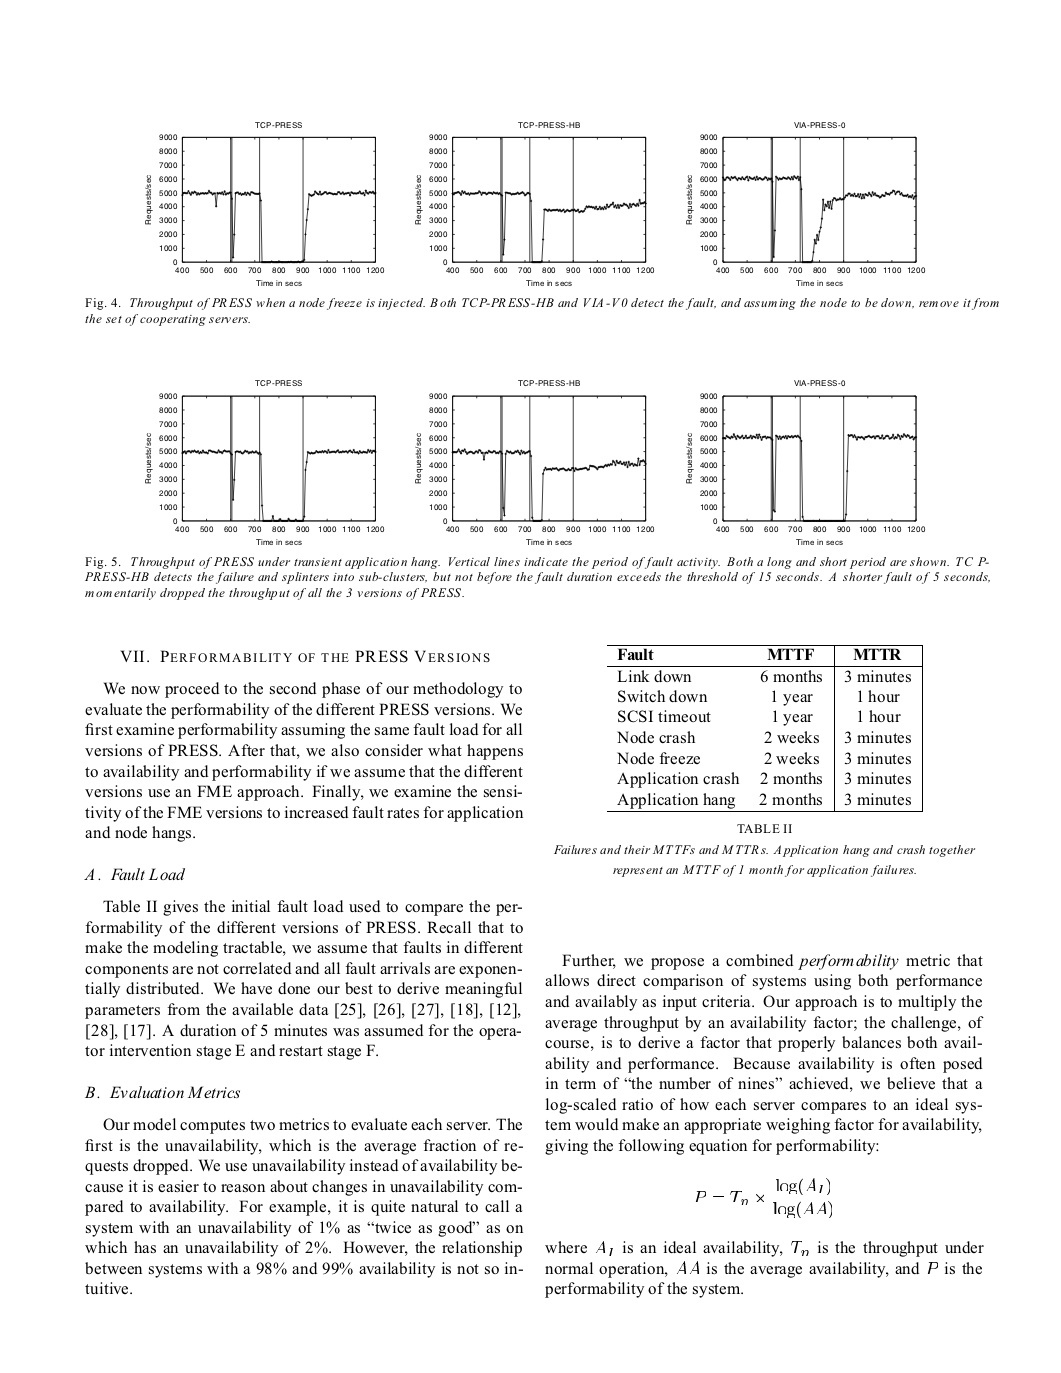 TCP-PRESS
TCP-PRESS-HB
VIA-PRESS-0
9000
8000
7000
6000
5000
4000
3000
2000
1000
0
Requests/sec
400 500 600 700 800 900 1000 1100 1200
Time in secs
9000
8000
7000
6000
5000
4000
3000
2000
1000
0
Requests/sec
400 500 600 700 800 900 1000 1100 1200
Time in secs
9000
8000
7000
6000
5000
4000
3000
2000
1000
0
Requests/sec
400 500 600 700 800 900 1000 1100 1200
Time in secs
Fig. 4. Throughput of PRESS when a node freeze is injected. Both TCP-PRESS-HB and VIA-V0 detect the fault, and assuming the node to be down, remove it from
the set of cooperating servers.
TCP-PRESS
TCP-PRESS-HB
VIA-PRESS-0
9000
8000
7000
6000
5000
4000
3000
2000
1000
0
Requests/sec
400 500 600 700 800 900 1000 1100 1200
Time in secs
9000
8000
7000
6000
5000
4000
3000
2000
1000
0
Requests/sec
400 500 600 700 800 900 1000 1100 1200
Time in secs
9000
8000
7000
6000
5000
4000
3000
2000
1000
0
Requests/sec
400 500 600 700 800 900 1000 1100 1200
Time in secs
Fig. 5. Throughput of PRESS under transient application hang. Vertical lines indicate the period of fault activity. Both a long and short period are shown. TCP-
PRESS-HB detects the failure and splinters into sub-clusters, but not before the fault duration exceeds the threshold of 15 seconds. A shorter fault of 5 seconds,
momentarily dropped the throughput of all the 3 versions of PRESS.
VII. PERFORMABILITY OF THE PRESS VERSIONS
We now proceed to the second phase of our methodology to
evaluate the performability of the different PRESS versions. We
first examine performability assuming the same fault load for all
versions of PRESS. After that, we also consider what happens
to availability and performability if we assume that the different
versions use an FME approach. Finally, we examine the sensi-
tivity of the FME versions to increased fault rates for application
and node hangs.
A. Fault Load
Table II gives the initial fault load used to compare the per-
formability of the different versions of PRESS. Recall that to
make the modeling tractable, we assume that faults in different
components are not correlated and all fault arrivals are exponen-
tially distributed. We have done our best to derive meaningful
parameters from the available data [25], [26], [27], [18], [12],
[28], [17]. A duration of 5 minutes was assumed for the opera-
tor intervention stage E and restart stage F.
B. Evaluation Metrics
Our model computes two metrics to evaluate each server. The
first is the unavailability, which is the average fraction of re-
quests dropped. We use unavailability instead of availability be-
cause it is easier to reason about changes in unavailability com-
pared to availability. For example, it is quite natural to call a
system with an unavailability of 1% as “twice as good” as on
which has an unavailability of 2%. However, the relationship
between systems with a 98% and 99% availability is not so in-
tuitive.
Fault MTTF MTTR
Link down 6 months 3 minutes
Switch down 1 year 1 hour
SCSI timeout 1 year 1 hour
Node crash 2 weeks 3 minutes
Node freeze 2 weeks 3 minutes
Application crash 2 months 3 minutes
Application hang 2 months 3 minutes
TABLE II
Failures and their MTTFs and MTTRs. Application hang and crash together
represent an MTTF of 1 month for application failures.
Further, we propose a combined performability metric that
allows direct comparison of systems using both performance
and availably as input criteria. Our approach is to multiply the
average throughput by an availability factor; the challenge, of
course, is to derive a factor that properly balances both avail-
ability and performance. Because availability is often posed
in term of “the number of nines” achieved, we believe that a
log-scaled ratio of how each server compares to an ideal sys-
tem would make an appropriate weighing factor for availability,
giving the following equation for performability:
P = T_n × log(A_I) / log(AA)
where A_I is an ideal availability, T_n is the throughput under
normal operation, AA is the average availability, and P is the
performability of the system.